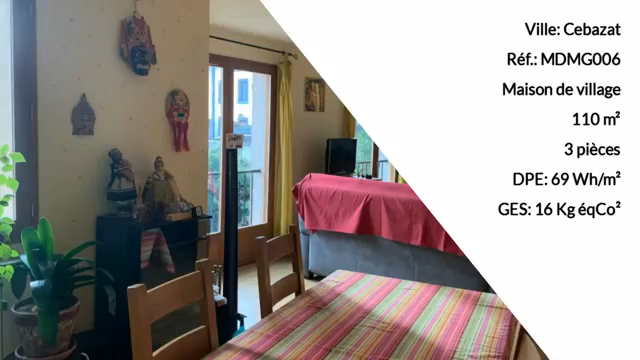 Ville: Cebazat
Réf.: MDMG006
Maison de village
110 m²
3 pièces
DPE: 69 Wh/m²
GES: 16 Kg éqCo²